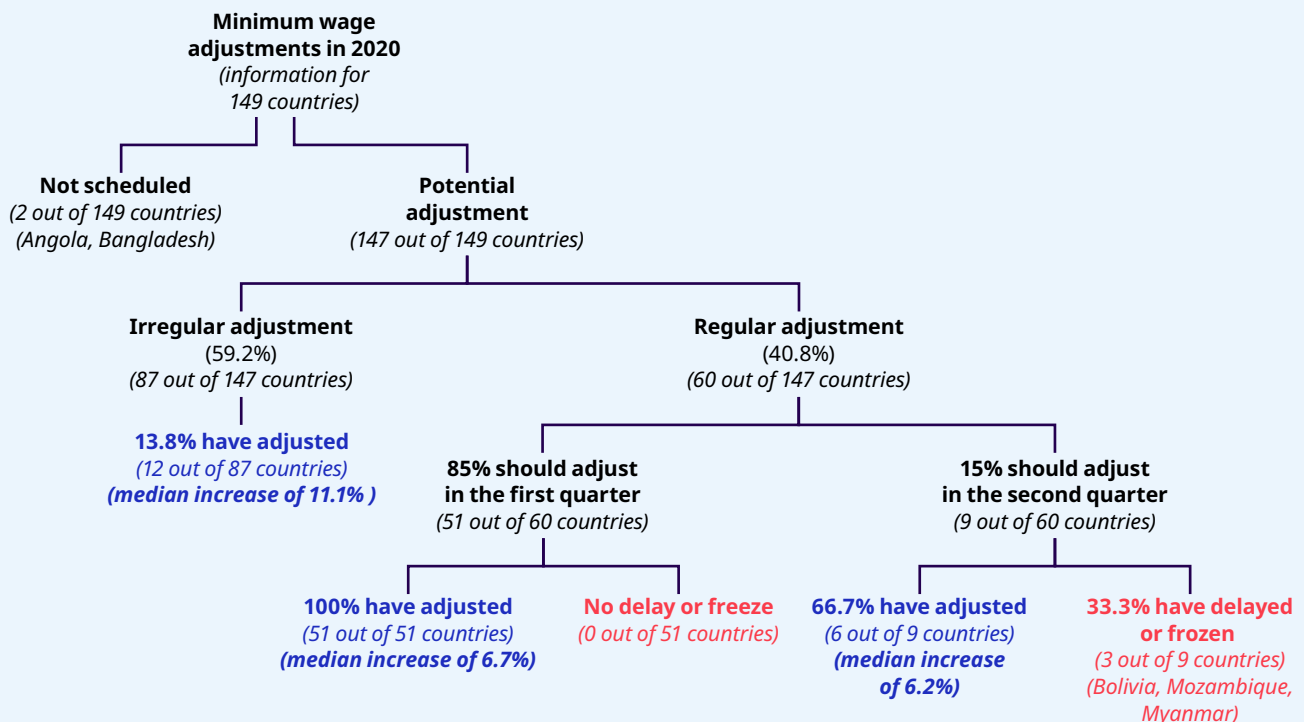 Minimum wage
adjustments in 2020
(information for
149 countries)
Not scheduled
(2 out of 149 countries)
(Angola, Bangladesh)
Potential
adjustment
(147 out of 149 countries)
Irregular adjustment
(59.2%)
(87 out of 147 countries)
Regular adjustment
(40.8%)
(60 out of 147 countries)
13.8% have adjusted
(12 out of 87 countries)
(median increase of 11.1% )
85% should adjust
in the first quarter
(51 out of 60 countries)
15% should adjust
in the second quarter
(9 out of 60 countries)
100% have adjusted
(51 out of 51 countries)
(median increase of 6.7%)
No delay or freeze
(0 out of 51 countries)
66.7% have adjusted
(6 out of 9 countries)
(median increase
of 6.2%)
33.3% have delayed
or frozen
(3 out of 9 countries)
(Bolivia, Mozambique,
Myanmar)